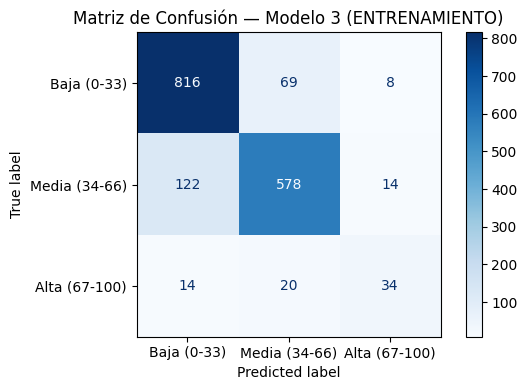 Matriz de Confusión — Modelo 3 (ENTRENAMIENTO)
True label
Baja (0-33)
816 69 8
Media (34-66)
122 578 14
Alta (67-100)
14 20 34
Baja (0-33) Media (34-66) Alta (67-100)
Predicted label
800
700
600
500
400
300
200
100